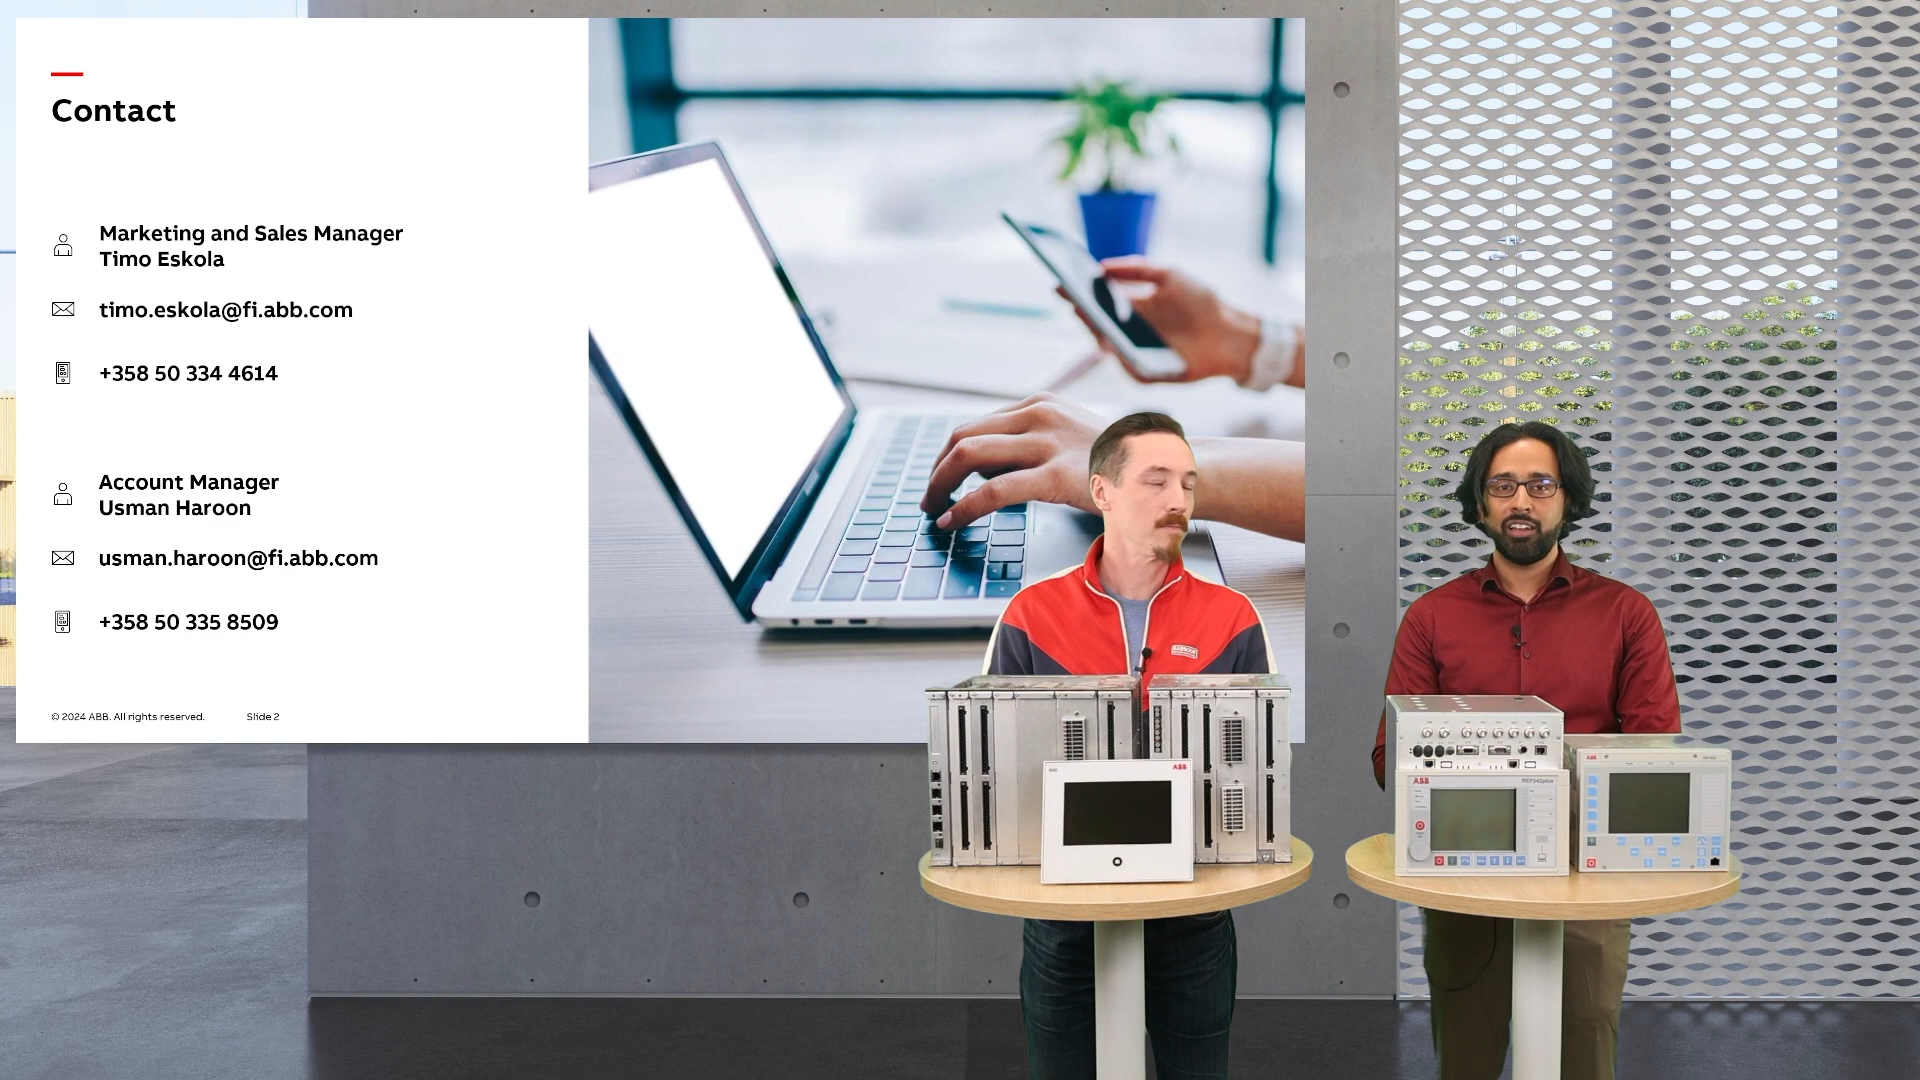 Contact
Marketing and Sales Manager
Timo Eskola
timo.eskola@fi.abb.com
+358 50 334 4614
Account Manager
Usman Haroon
usman.haroon@fi.abb.com
+358 50 335 8509
© 2024 ABB. All rights reserved. Slide 2
ABB
ABB
REF542plus
ABB